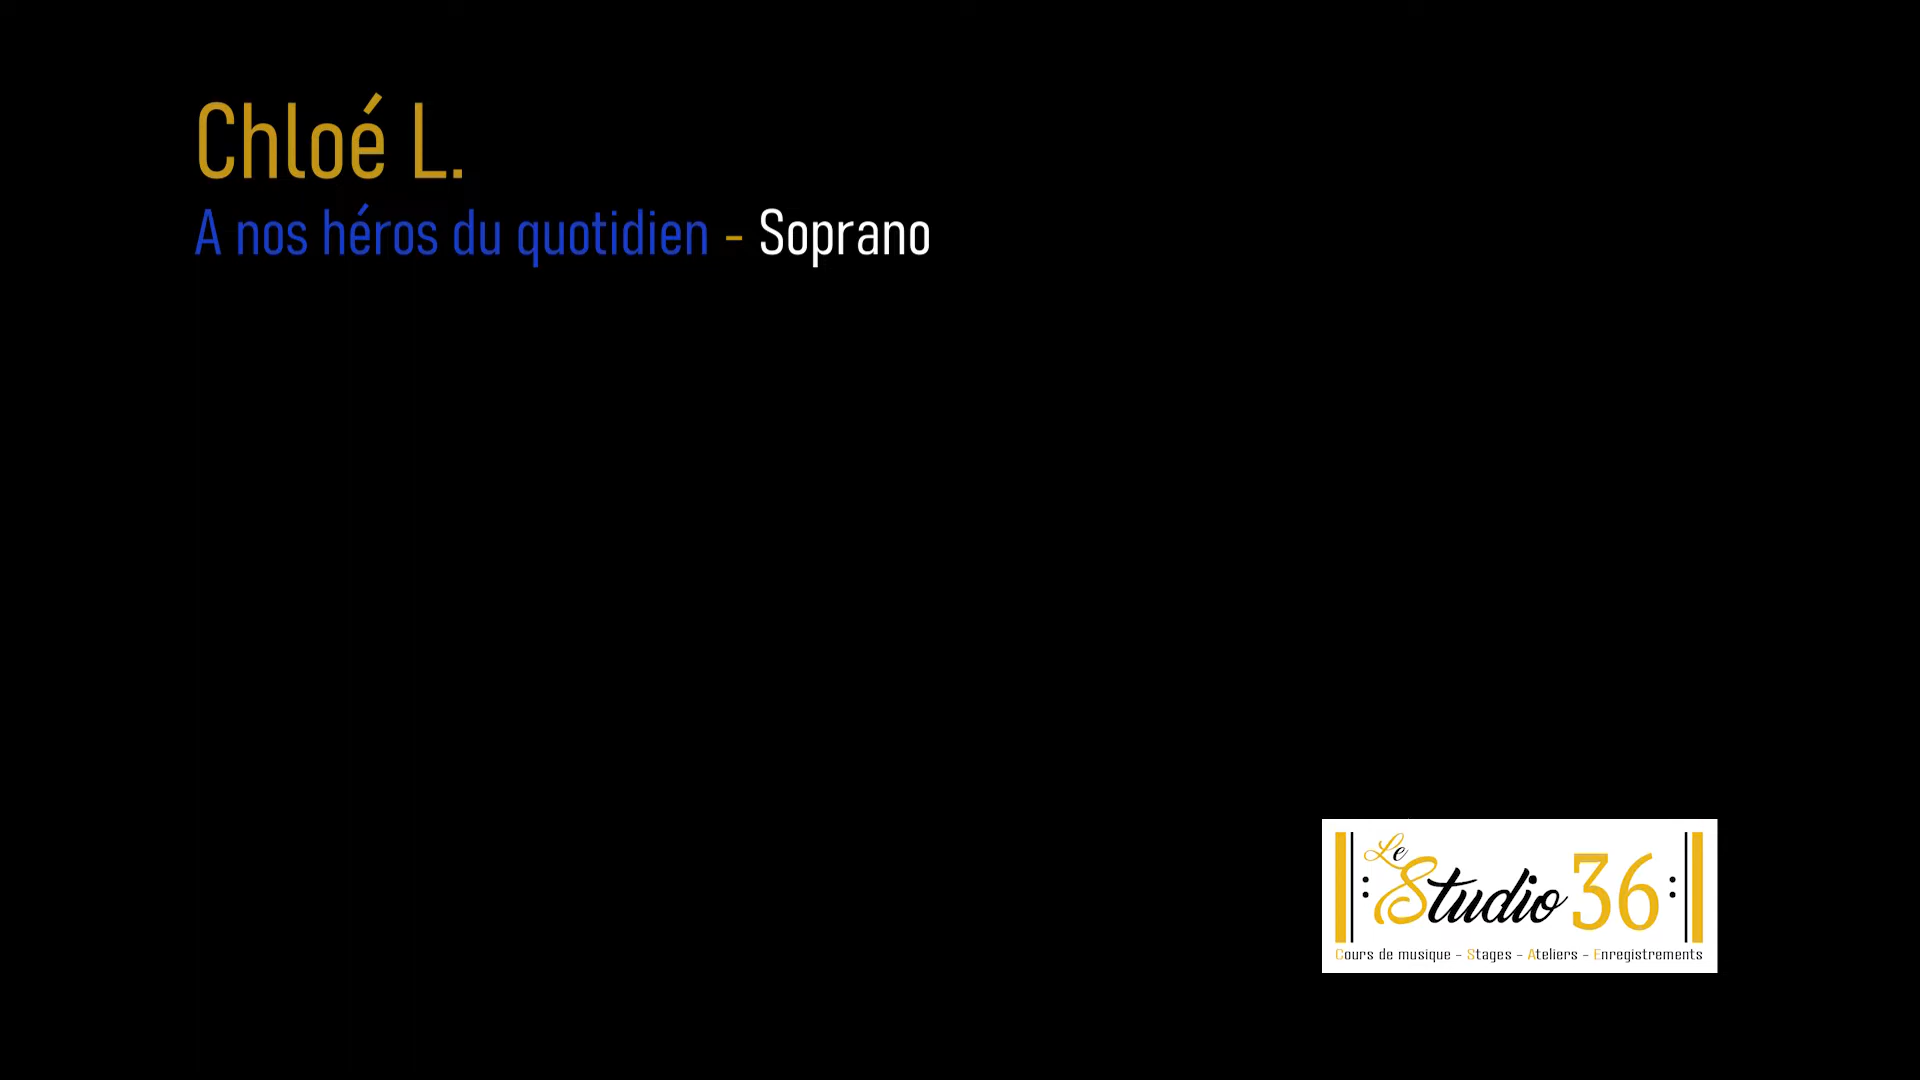 Chloé L.
A nos héros du quotidien - Soprano
Le Studio 36
Cours de musique - Stages - Ateliers - Enregistrements